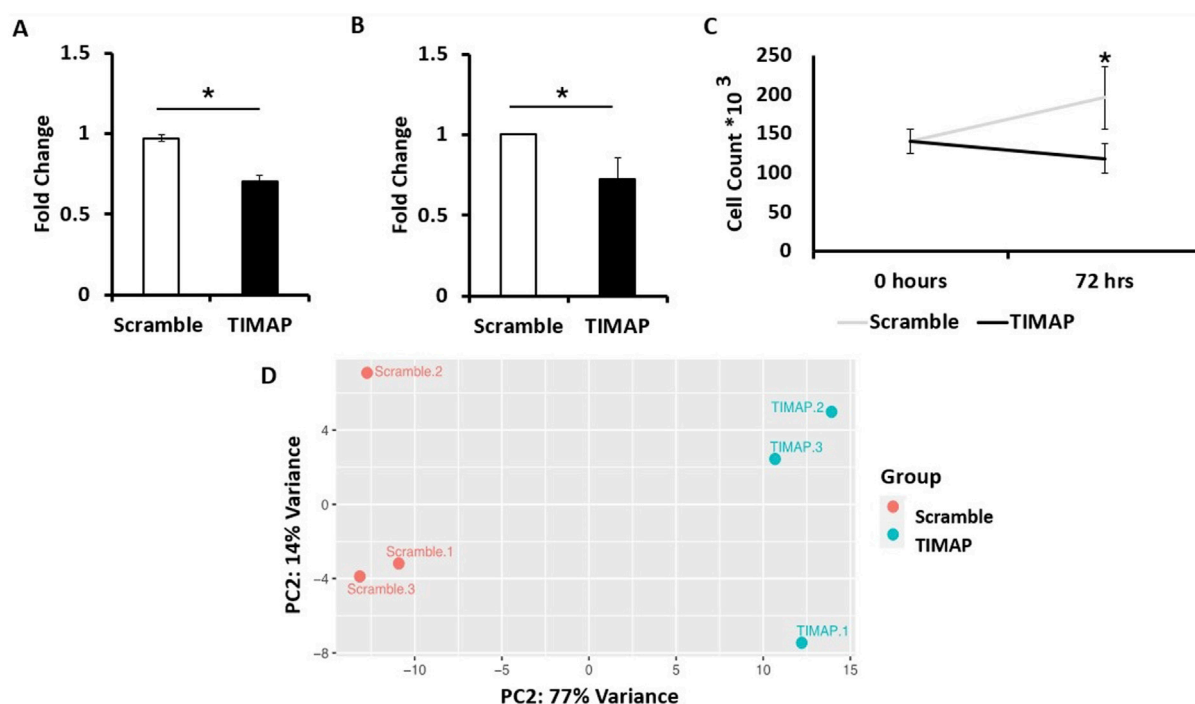 A
1.5
1
0.5
0
Fold Change
*
Scramble TIMAP
B
1.5
1
0.5
0
Fold Change
*
Scramble TIMAP
C
250
200
150
100
50
0
Cell Count *10 3
*
0 hours 72 hrs
Scramble TIMAP
D
Scramble.2
TIMAP.2
TIMAP.3
Scramble.1
Scramble.3
TIMAP.1
4
0
−4
−8
PC2: 14% Variance
−10 −5 0 5 10 15
PC2: 77% Variance
Group
Scramble
TIMAP